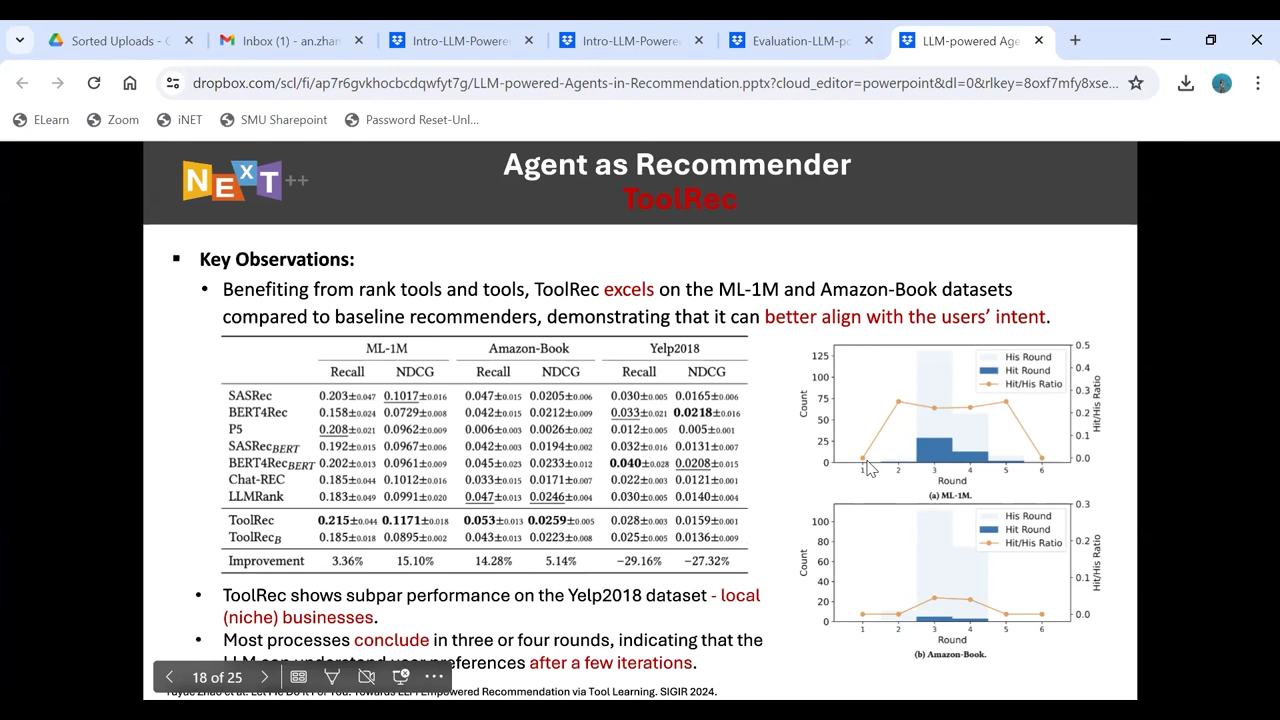 Sorted Uploads - G
Inbox (1) - an.zhan
Intro-LLM-Powere
Intro-LLM-Powere
Evaluation-LLM-po
LLM-powered Age
dropbox.com/scl/fi/ap7r6gvkhocbcdqwfyt7g/LLM-powered-Agents-in-Recommendation.pptx?cloud_editor=powerpoint&dl=0&rlkey=8oxf7mfy8xse...
ELearn Zoom iNET SMU Sharepoint Password Reset-Unl...
NExT++
Agent as Recommender
ToolRec
▪ Key Observations:
• Benefiting from rank tools and tools, ToolRec excels on the ML-1M and Amazon-Book datasets
compared to baseline recommenders, demonstrating that it can better align with the users' intent.
ML-1M Amazon-Book Yelp2018
Recall NDCG Recall NDCG Recall NDCG
SASRec 0.203±0.047 0.1017±0.016 0.047±0.015 0.0205±0.006 0.030±0.005 0.0165±0.006
BERT4Rec 0.158±0.024 0.0729±0.008 0.042±0.015 0.0212±0.009 0.033±0.021 0.0218±0.016
P5 0.208±0.021 0.0962±0.009 0.006±0.003 0.0026±0.002 0.012±0.005 0.005±0.001
SASRecBERT 0.192±0.015 0.0967±0.006 0.042±0.003 0.0194±0.002 0.032±0.016 0.0131±0.007
BERT4RecBERT 0.202±0.013 0.0961±0.009 0.045±0.023 0.0233±0.012 0.040±0.028 0.0208±0.015
Chat-REC 0.185±0.044 0.1012±0.016 0.033±0.015 0.0171±0.007 0.022±0.003 0.0121±0.001
LLMRank 0.183±0.049 0.0991±0.020 0.047±0.013 0.0246±0.004 0.030±0.005 0.0140±0.004
ToolRec 0.215±0.044 0.1171±0.018 0.053±0.013 0.0259±0.005 0.028±0.003 0.0159±0.001
ToolRecB 0.185±0.018 0.0895±0.002 0.043±0.013 0.0223±0.008 0.025±0.005 0.0136±0.009
Improvement 3.36% 15.10% 14.28% 5.14% −29.16% −27.32%
His Round
Hit Round
Hit/His Ratio
125
100
75
50
25
0
Count
0.5
0.4
0.3
0.2
0.1
0.0
Hit/His Ratio
1 2 3 4 5 6
Round
(a) ML-1M.
His Round
Hit Round
Hit/His Ratio
100
80
60
40
20
0
Count
0.3
0.2
0.1
0.0
Hit/His Ratio
1 2 3 4 5 6
Round
(b) Amazon-Book.
• ToolRec shows subpar performance on the Yelp2018 dataset - local
(niche) businesses.
• Most processes conclude in three or four rounds, indicating that the
preferences after a few iterations.
18 of 25
Recommendation via Tool Learning. SIGIR 2024.